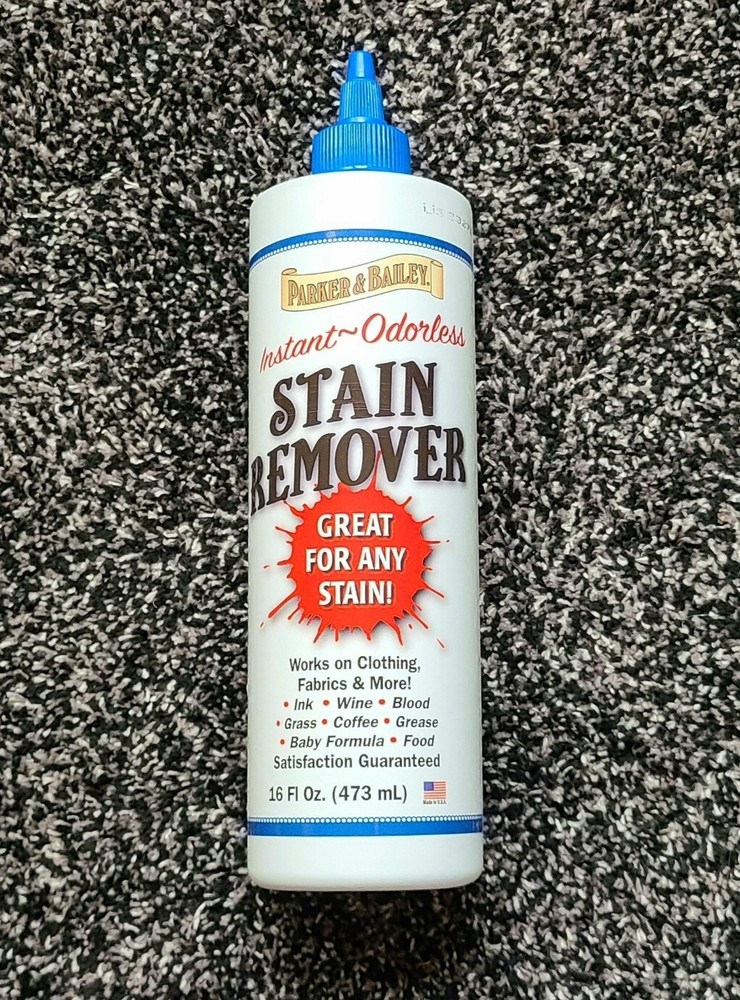 PARKER & BAILEY.
Instant~Odorless
STAIN
REMOVER
GREAT
FOR ANY
STAIN!
Works on Clothing,
Fabrics & More!
• Ink • Wine • Blood
• Grass • Coffee • Grease
• Baby Formula • Food
Satisfaction Guaranteed
16 Fl Oz. (473 mL)
Made in U.S.A.